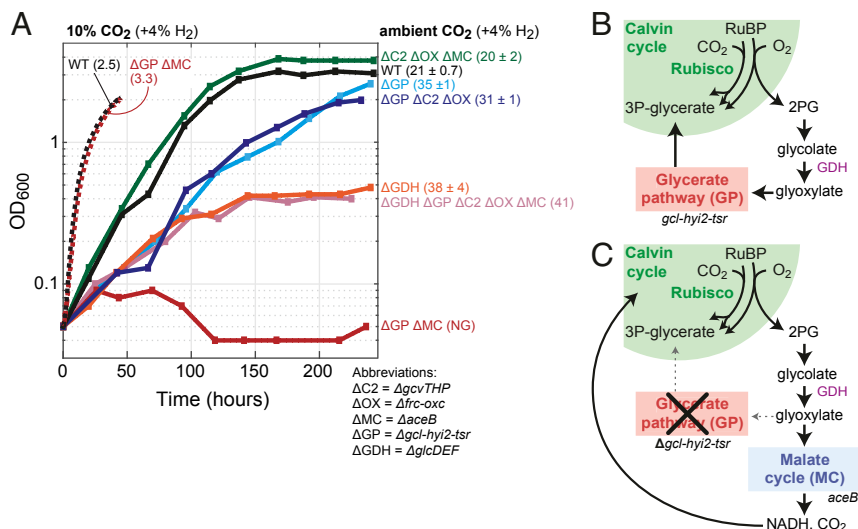 A
10% CO2 (+4% H2)
ambient CO2 (+4% H2)
WT (2.5)
ΔGP ΔMC
(3.3)
ΔC2 ΔOX ΔMC (20 ± 2)
WT (21 ± 0.7)
ΔGP (35 ±1)
ΔGP ΔC2 ΔOX (31 ± 1)
ΔGDH (38 ± 4)
ΔGDH ΔGP ΔC2 ΔOX ΔMC (41)
ΔGP ΔMC (NG)
OD600
1
0.1
0 50 100 150 200
Time (hours)
Abbreviations:
ΔC2 = ΔgcvTHP
ΔOX = Δfrc-oxc
ΔMC = ΔaceB
ΔGP = Δgcl-hyi2-tsr
ΔGDH = ΔglcDEF
B
Calvin
cycle
RuBP
CO2
O2
Rubisco
3P-glycerate
2PG
glycolate
GDH
glyoxylate
Glycerate
pathway (GP)
gcl-hyi2-tsr
C
Calvin
cycle
RuBP
CO2
O2
Rubisco
3P-glycerate
2PG
glycolate
GDH
glyoxylate
Glycerate
pathway (GP)
Δgcl-hyi2-tsr
Malate
cycle (MC)
aceB
NADH, CO2